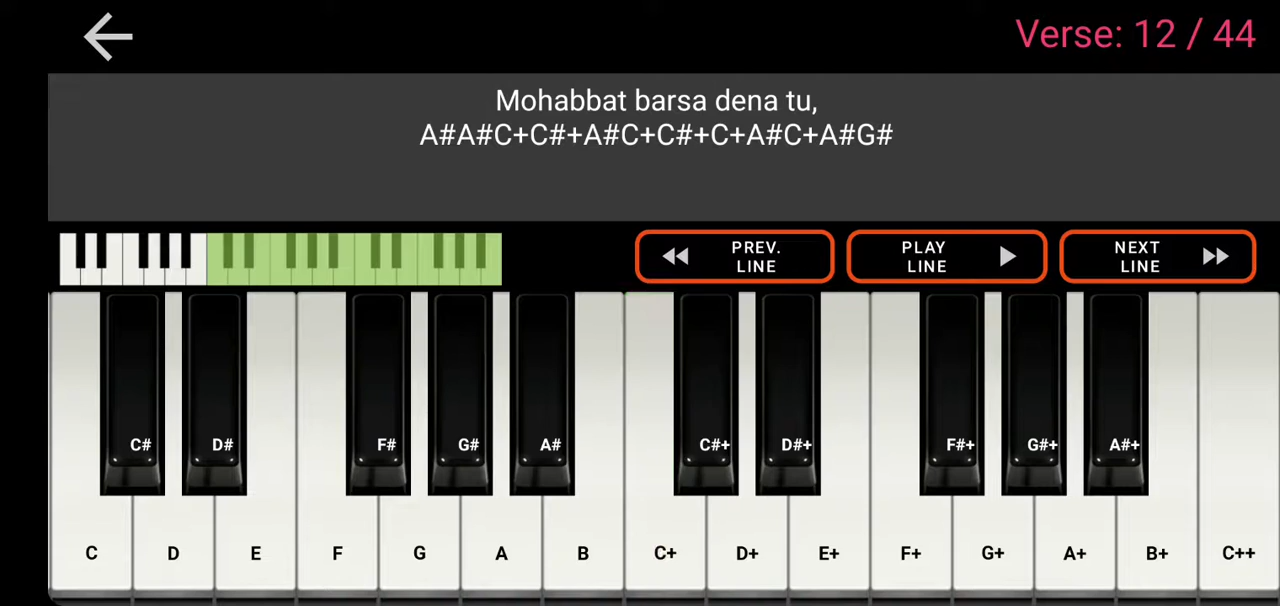 Verse: 12 / 44
Mohabbat barsa dena tu,
A#A#C+C#+A#C+C#+C+A#C+A#G#
PREV.
LINE
PLAY
LINE
NEXT
LINE
C# D# F# G# A# C#+ D#+ F#+ G#+ A#+
C D E F G A B C+ D+ E+ F+ G+ A+ B+ C++